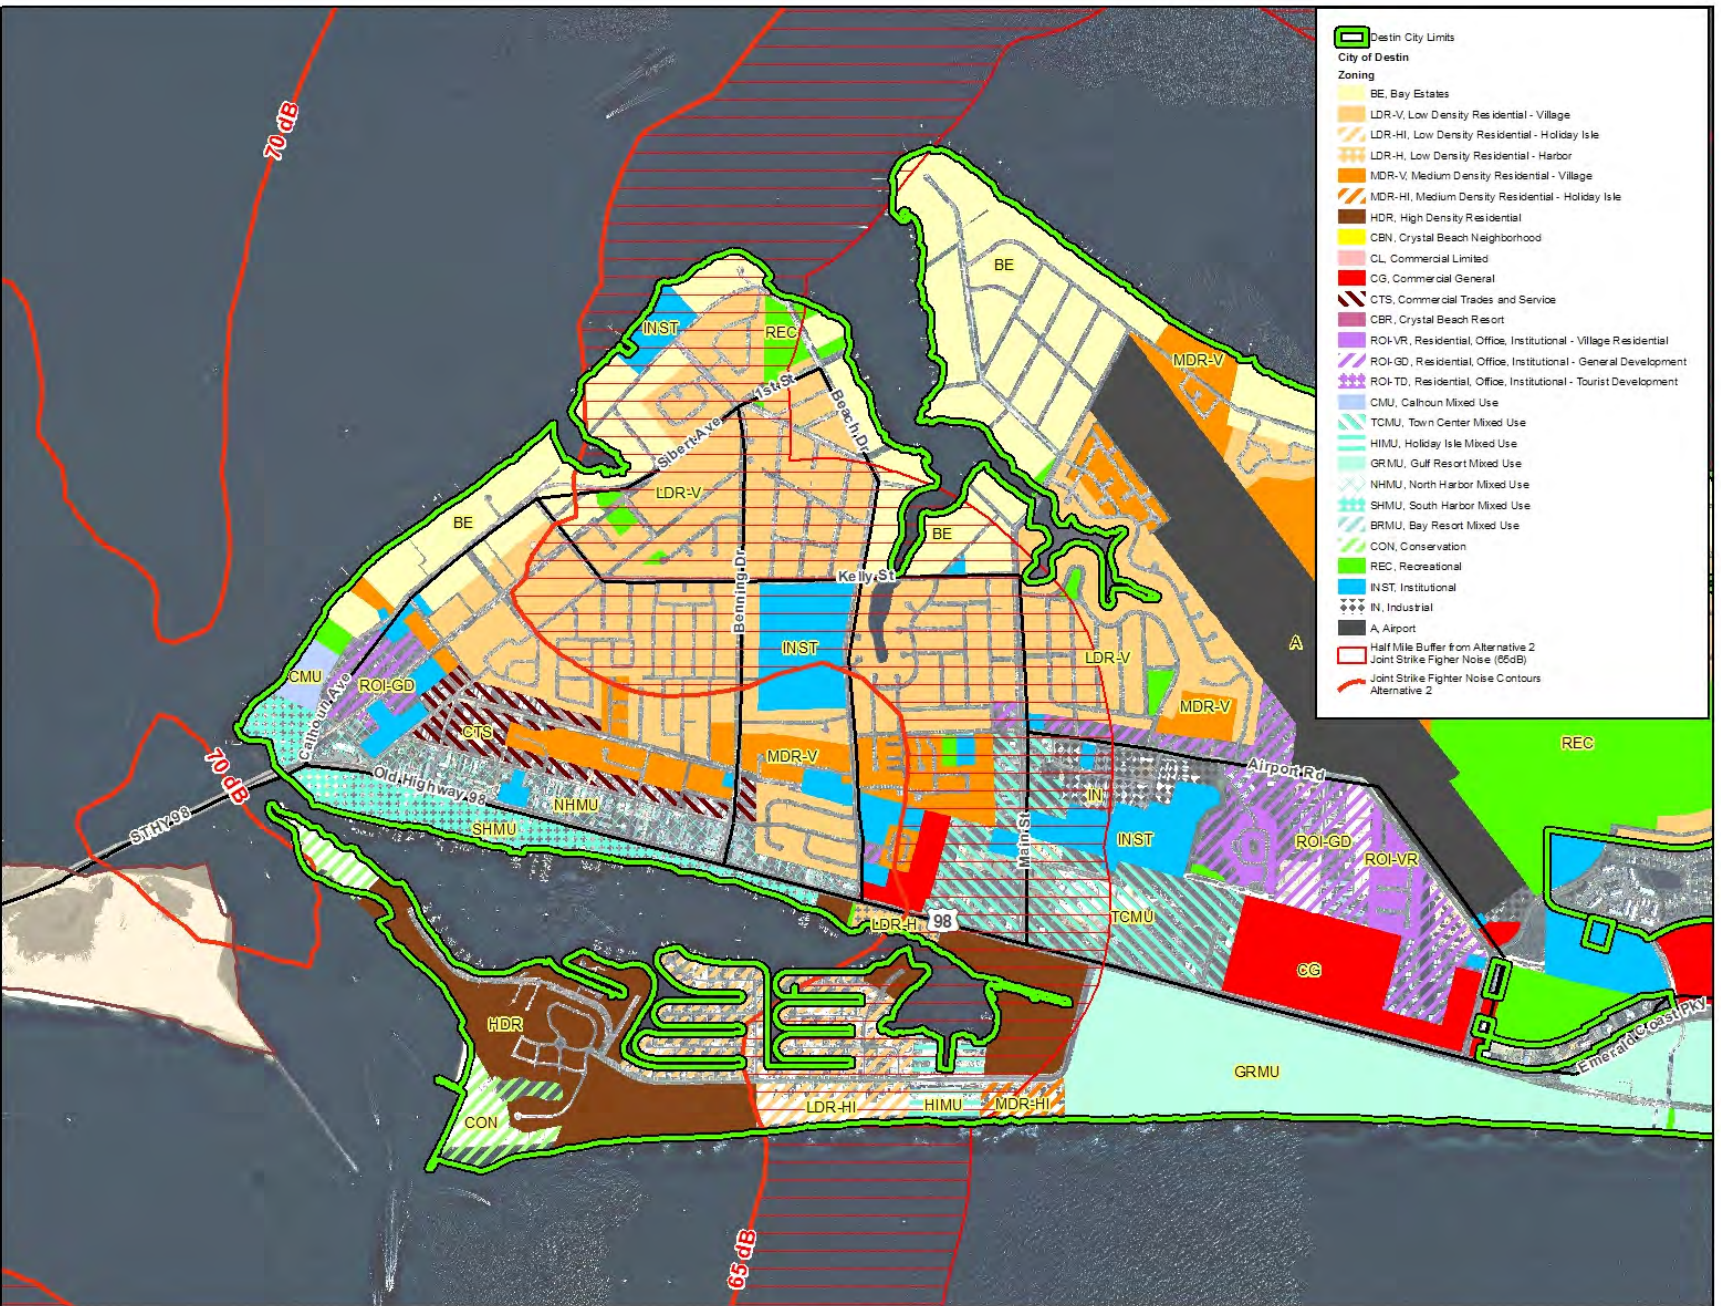 Destin City Limits
City of Destin
Zoning
BE, Bay Estates
LDR-V, Low Density Residential - Village
LDR-HI, Low Density Residential - Holiday Isle
LDR-H, Low Density Residential - Harbor
MDR-V, Medium Density Residential - Village
MDR-HI, Medium Density Residential - Holiday Isle
HDR, High Density Residential
CBN, Crystal Beach Neighborhood
CL, Commercial Limited
CG, Commercial General
CTS, Commercial Trades and Service
CBR, Crystal Beach Resort
ROI-VR, Residential, Office, Institutional - Village Residential
ROI-GD, Residential, Office, Institutional - General Development
ROI-TD, Residential, Office, Institutional - Tourist Development
CMU, Calhoun Mixed Use
TCMU, Town Center Mixed Use
HIMU, Holiday Isle Mixed Use
GRMU, Gulf Resort Mixed Use
NHMU, North Harbor Mixed Use
SHMU, South Harbor Mixed Use
BRMU, Bay Resort Mixed Use
CON, Conservation
REC, Recreational
INST, Institutional
IN, Industrial
A, Airport
Half Mile Buffer from Alternative 2
Joint Strike Figher Noise (65dB)
Joint Strike Fighter Noise Contours
Alternative 2
70 dB
BE
INST
REC
MDR-V
1st St
Beach Dr
Sibert Ave
LDR-V
BE
BE
Kelly St
Benning Dr
INST
A
LDR-V
CMU
ROI-GD
Calhoun Ave
MDR-V
CTS
REC
MDR-V
70 dB
Airport Rd
Old Highway 98
NHMU
IN
ST HY 98
SHMU
Main St
INST
ROI-GD
ROI-VR
LDR-H
98
TCMU
CG
HDR
Emerald Coast Pky
GRMU
LDR-HI
HIMU
MDR-HI
CON
65 dB